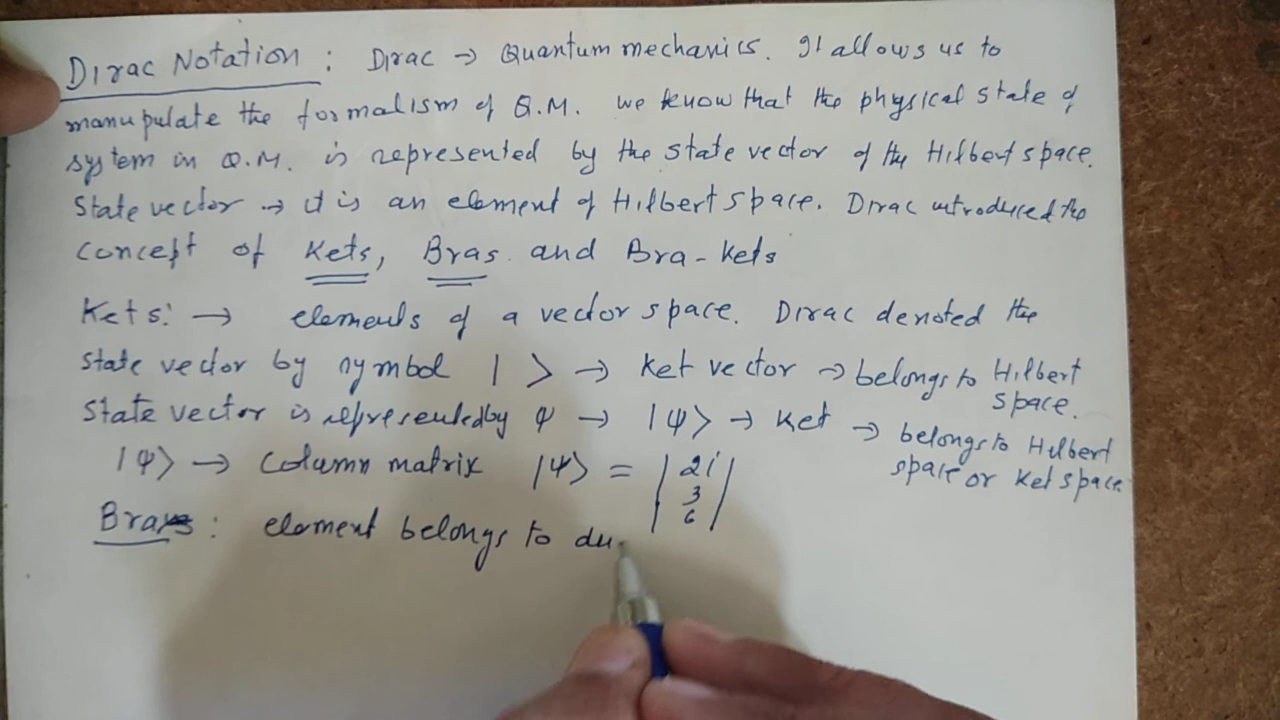 Dirac Notation : Dirac → Quantum mechanics. It allows us to
manupulate the formalism of Q.M. we know that the physical state of
system in Q.M. is represented by the state vector of the Hilbert space.
State vector → it is an element of Hilbert space. Dirac introduced the
concept of Kets, Bras and Bra-kets
Kets: → elements of a vector space. Dirac denoted the
state vector by symbol | > → Ket vector → belongs to Hilbert space.
State vector is represented by ψ → |ψ> → ket → belongs to Hilbert space or Ket space.
|ψ> → column matrix |ψ> = | 2i |
3
6
Bras : element belongs to du